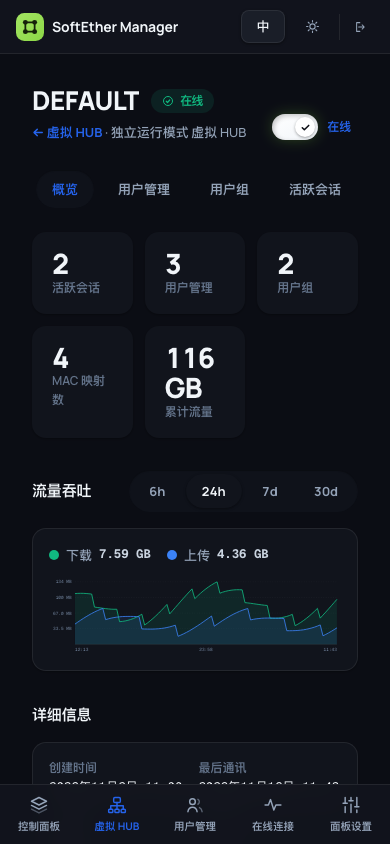 SoftEther Manager
中
DEFAULT
在线
← 虚拟 HUB · 独立运行模式 虚拟 HUB
在线
概览
用户管理
用户组
活跃会话
2
活跃会话
3
用户管理
2
用户组
4
MAC 映射
数
116
GB
累计流量
流量吞吐
6h
24h
7d
30d
下载 7.59 GB
上传 4.36 GB
详细信息
创建时间
最后通讯
控制面板
虚拟 HUB
用户管理
在线连接
面板设置